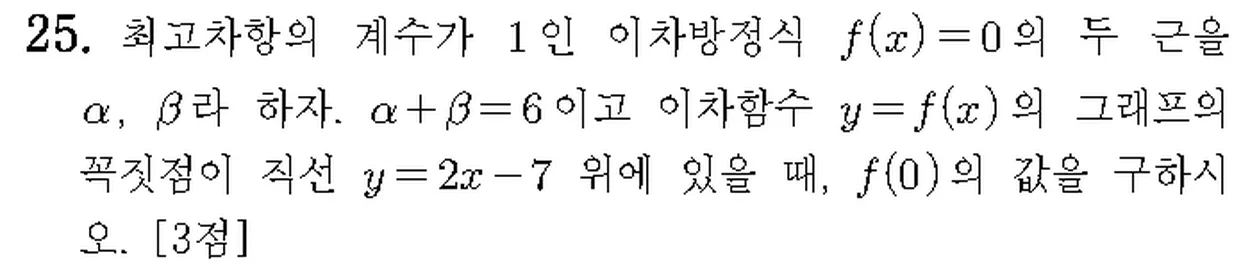 25. 최고차항의 계수가 1인 이차방정식 f(x)=0의 두 근을
α, β라 하자. α+β=6이고 이차함수 y=f(x)의 그래프의
꼭짓점이 직선 y=2x-7 위에 있을 때, f(0)의 값을 구하시
오. [3점]